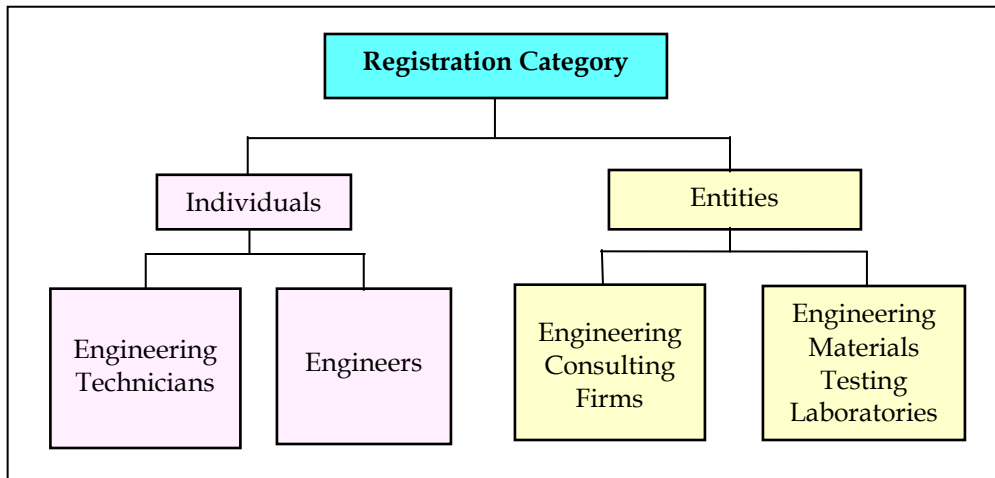 Registration Category
Individuals
Entities
Engineering
Technicians
Engineers
Engineering
Consulting
Firms
Engineering
Materials
Testing
Laboratories